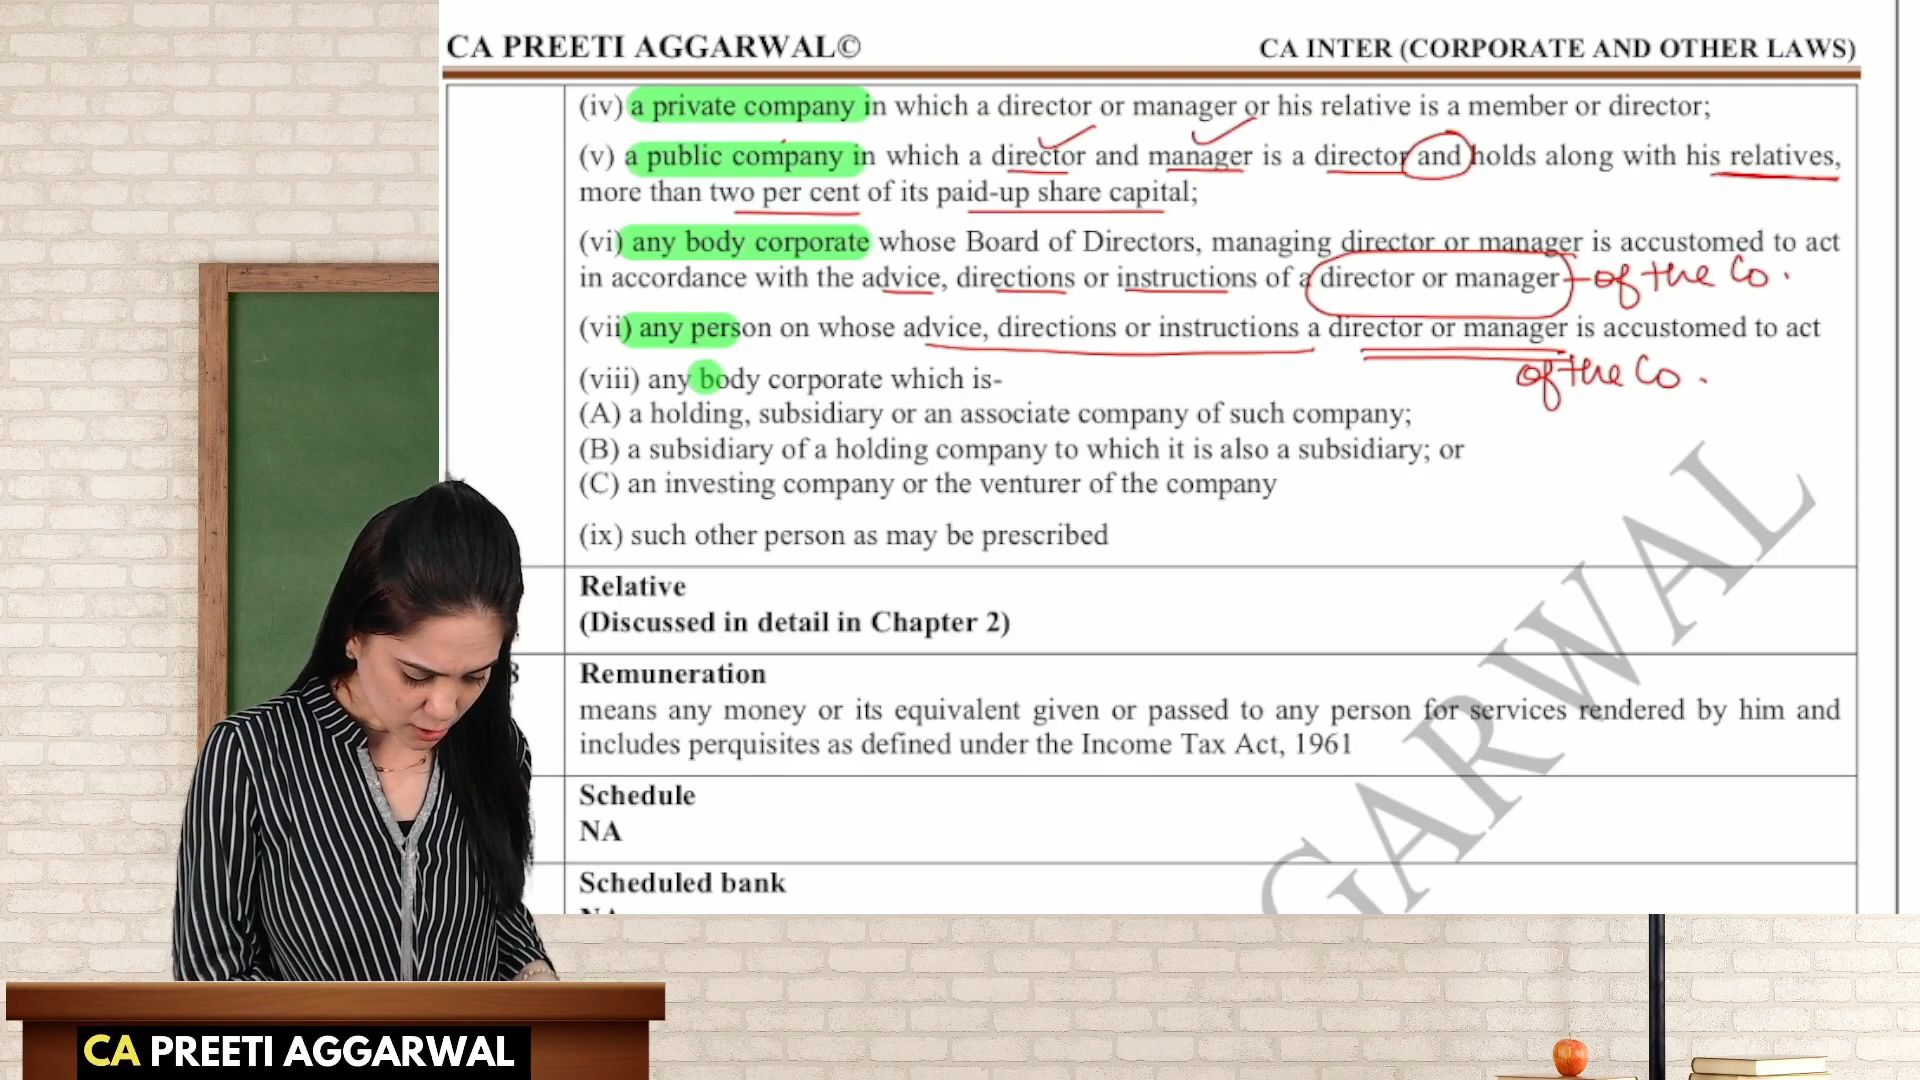 CA PREETI AGGARWAL© CA INTER (CORPORATE AND OTHER LAWS)
(iv) a private company in which a director or manager or his relative is a member or director;
(v) a public company in which a director and manager is a director and holds along with his relatives,
more than two per cent of its paid-up share capital;
(vi) any body corporate whose Board of Directors, managing director or manager is accustomed to act
in accordance with the advice, directions or instructions of a director or manager - of the Co.
(vii) any person on whose advice, directions or instructions a director or manager is accustomed to act
of the Co.
(viii) any body corporate which is-
(A) a holding, subsidiary or an associate company of such company;
(B) a subsidiary of a holding company to which it is also a subsidiary; or
(C) an investing company or the venturer of the company
(ix) such other person as may be prescribed
Relative
(Discussed in detail in Chapter 2)
Remuneration
means any money or its equivalent given or passed to any person for services rendered by him and
includes perquisites as defined under the Income Tax Act, 1961
Schedule
NA
Scheduled bank
GARWAL
CA PREETI AGGARWAL